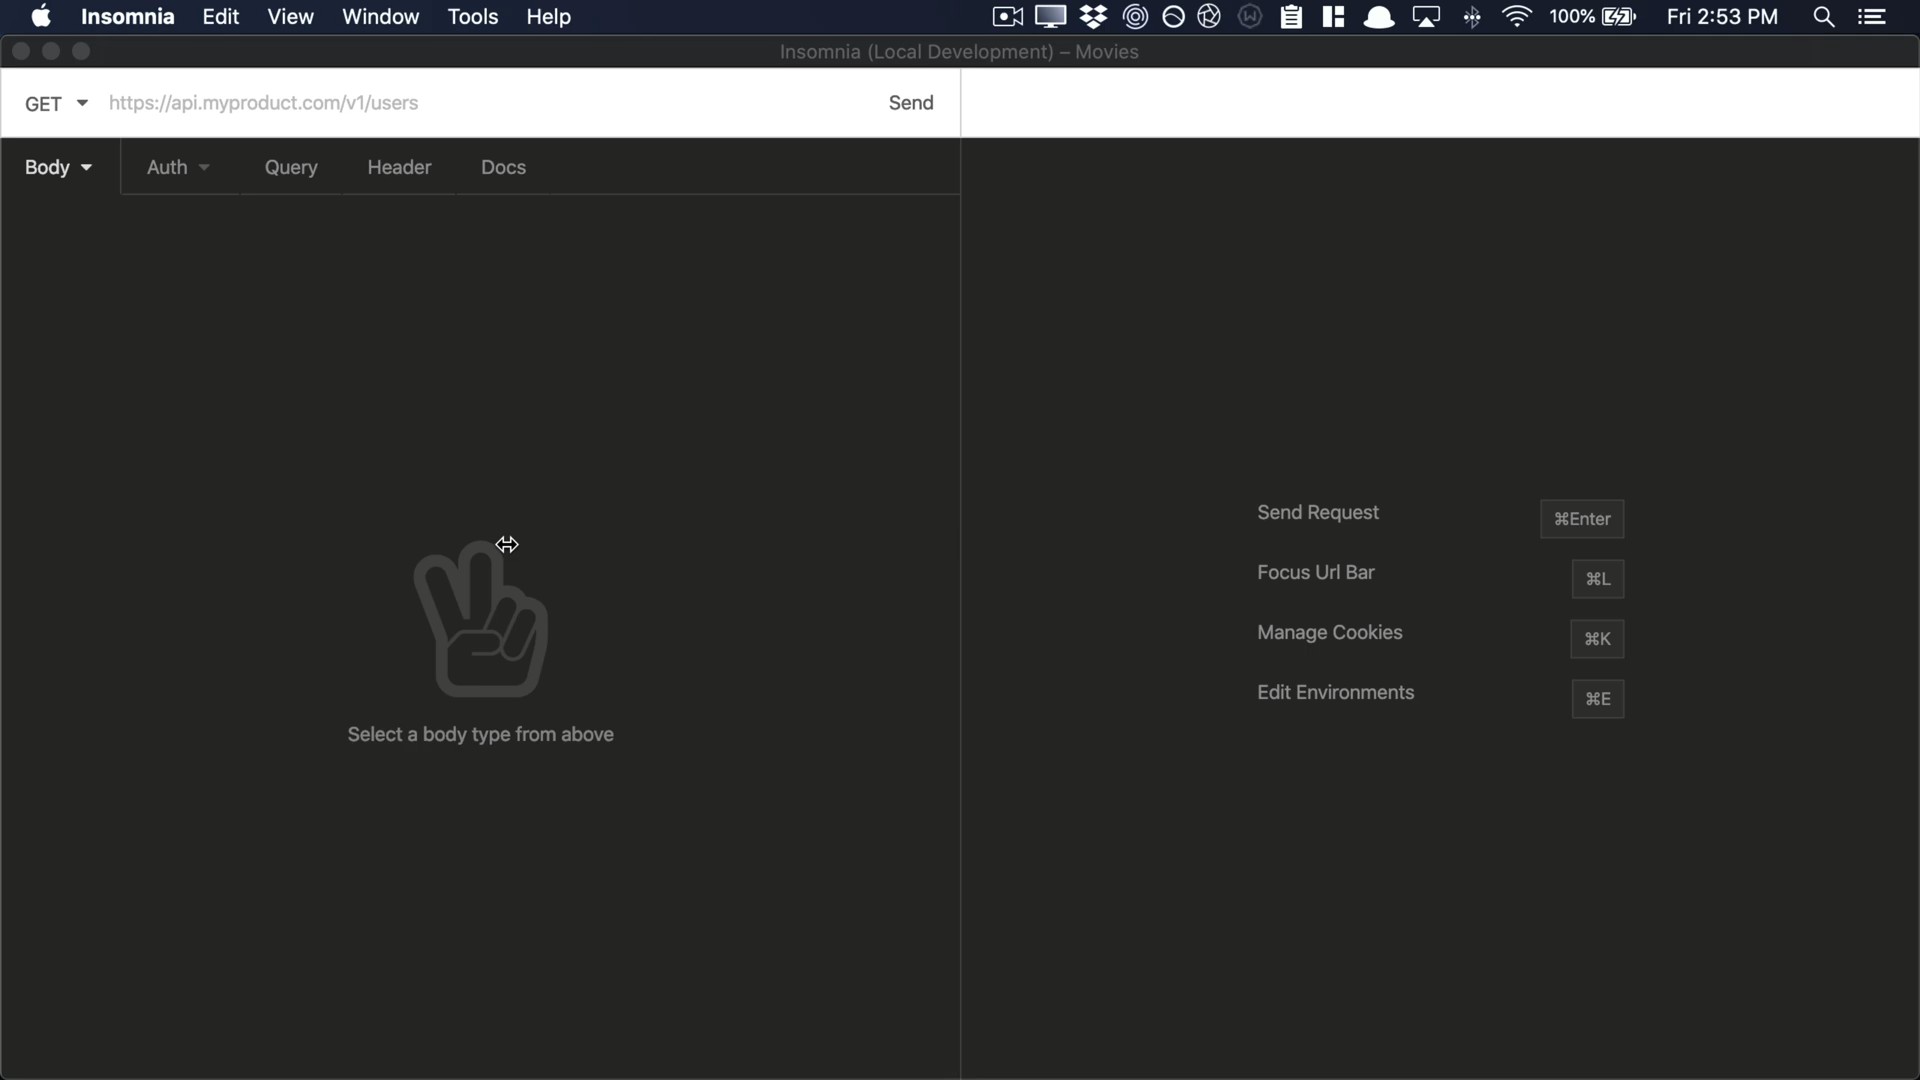 Insomnia Edit View Window Tools Help 100% Fri 2:53 PM
Insomnia (Local Development) – Movies
GET https://api.myproduct.com/v1/users Send
Body Auth Query Header Docs
Send Request ⌘Enter
Focus Url Bar ⌘L
Manage Cookies ⌘K
Edit Environments ⌘E
Select a body type from above